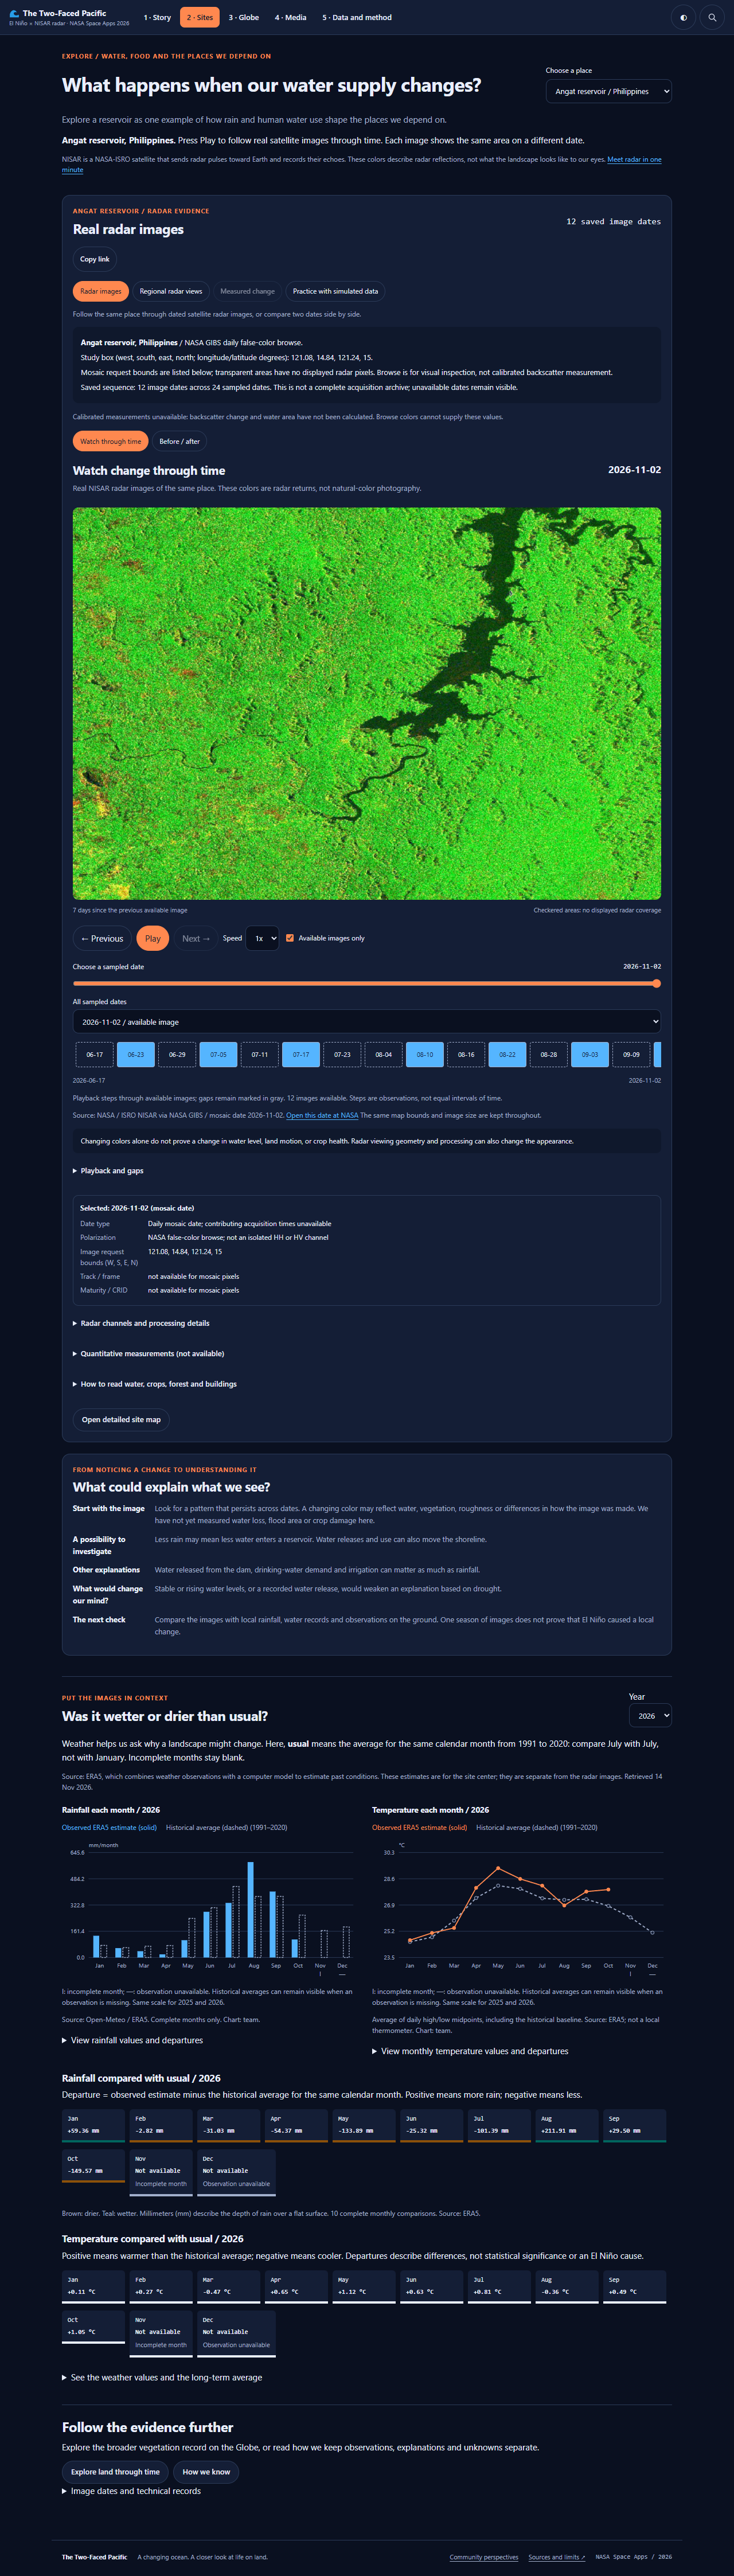 The Two-Faced Pacific
El Niño × NISAR radar · NASA Space Apps 2026
1 · Story
2 · Sites
3 · Globe
4 · Media
5 · Data and method
EXPLORE / WATER, FOOD AND THE PLACES WE DEPEND ON
What happens when our water supply changes?
Choose a place
Angat reservoir / Philippines
Explore a reservoir as one example of how rain and human water use shape the places we depend on.
Angat reservoir, Philippines. Press Play to follow real satellite images through time. Each image shows the same area on a different date.
NISAR is a NASA-ISRO satellite that sends radar pulses toward Earth and records their echoes. These colors describe radar reflections, not what the landscape looks like to our eyes. Meet radar in one
minute
ANGAT RESERVOIR / RADAR EVIDENCE
Real radar images
12 saved image dates
Copy link
Radar images
Regional radar views
Measured change
Practice with simulated data
Follow the same place through dated satellite radar images, or compare two dates side by side.
Angat reservoir, Philippines / NASA GIBS daily false-color browse.
Study box (west, south, east, north; longitude/latitude degrees): 121.08, 14.84, 121.24, 15.
Mosaic request bounds are listed below; transparent areas have no displayed radar pixels. Browse is for visual inspection, not calibrated backscatter measurement.
Saved sequence: 12 image dates across 24 sampled dates. This is not a complete acquisition archive; unavailable dates remain visible.
Calibrated measurements unavailable: backscatter change and water area have not been calculated. Browse colors cannot supply these values.
Watch through time
Before / after
Watch change through time
2026-11-02
Real NISAR radar images of the same place. These colors are radar returns, not natural-color photography.
7 days since the previous available image
Checkered areas: no displayed radar coverage
← Previous
Play
Next →
Speed
1x
Available images only
Choose a sampled date
2026-11-02
All sampled dates
2026-11-02 / available image
06-17
06-23
06-29
07-05
07-11
07-17
07-23
08-04
08-10
08-16
08-22
08-28
09-03
09-09
2026-06-17
2026-11-02
Playback steps through available images; gaps remain marked in gray. 12 images available. Steps are observations, not equal intervals of time.
Source: NASA / ISRO NISAR via NASA GIBS / mosaic date 2026-11-02. Open this date at NASA The same map bounds and image size are kept throughout.
Changing colors alone do not prove a change in water level, land motion, or crop health. Radar viewing geometry and processing can also change the appearance.
Playback and gaps
Selected: 2026-11-02 (mosaic date)
Date type
Daily mosaic date; contributing acquisition times unavailable
Polarization
NASA false-color browse; not an isolated HH or HV channel
Image request
bounds (W, S, E, N)
121.08, 14.84, 121.24, 15
Track / frame
not available for mosaic pixels
Maturity / CRID
not available for mosaic pixels
Radar channels and processing details
Quantitative measurements (not available)
How to read water, crops, forest and buildings
Open detailed site map
FROM NOTICING A CHANGE TO UNDERSTANDING IT
What could explain what we see?
Start with the image
Look for a pattern that persists across dates. A changing color may reflect water, vegetation, roughness or differences in how the image was made. We
have not yet measured water loss, flood area or crop damage here.
A possibility to
investigate
Less rain may mean less water enters a reservoir. Water releases and use can also move the shoreline.
Other explanations
Water released from the dam, drinking-water demand and irrigation can matter as much as rainfall.
What would change
our mind?
Stable or rising water levels, or a recorded water release, would weaken an explanation based on drought.
The next check
Compare the images with local rainfall, water records and observations on the ground. One season of images does not prove that El Niño caused a local
change.
PUT THE IMAGES IN CONTEXT
Was it wetter or drier than usual?
Year
2026
Weather helps us ask why a landscape might change. Here, usual means the average for the same calendar month from 1991 to 2020: compare July with July,
not with January. Incomplete months stay blank.
Source: ERA5, which combines weather observations with a computer model to estimate past conditions. These estimates are for the site center; they are separate from the radar images. Retrieved 14
Nov 2026.
Rainfall each month / 2026
Observed ERA5 estimate (solid)
Historical average (dashed) (1991–2020)
mm/month
645.6
484.2
322.8
161.4
0.0
Jan
Feb
Mar
Apr
May
Jun
Jul
Aug
Sep
Oct
Nov
Dec
I
—
I: incomplete month; —: observation unavailable. Historical averages can remain visible when an
observation is missing. Same scale for 2025 and 2026.
Source: Open-Meteo / ERA5. Complete months only. Chart: team.
View rainfall values and departures
Temperature each month / 2026
Observed ERA5 estimate (solid)
Historical average (dashed) (1991–2020)
°C
30.3
28.6
26.9
25.2
23.5
Jan
Feb
Mar
Apr
May
Jun
Jul
Aug
Sep
Oct
Nov
Dec
I
—
I: incomplete month; —: observation unavailable. Historical averages can remain visible when an
observation is missing. Same scale for 2025 and 2026.
Average of daily high/low midpoints, including the historical baseline. Source: ERA5; not a local
thermometer. Chart: team.
View monthly temperature values and departures
Rainfall compared with usual / 2026
Departure = observed estimate minus the historical average for the same calendar month. Positive means more rain; negative means less.
Jan
+59.36 mm
Feb
-2.82 mm
Mar
-31.03 mm
Apr
-54.37 mm
May
-133.89 mm
Jun
-25.32 mm
Jul
-101.39 mm
Aug
+211.91 mm
Sep
+29.50 mm
Oct
-149.57 mm
Nov
Not available
Incomplete month
Dec
Not available
Observation unavailable
Brown: drier. Teal: wetter. Millimeters (mm) describe the depth of rain over a flat surface. 10 complete monthly comparisons. Source: ERA5.
Temperature compared with usual / 2026
Positive means warmer than the historical average; negative means cooler. Departures describe differences, not statistical significance or an El Niño cause.
Jan
+0.11 °C
Feb
+0.27 °C
Mar
-0.47 °C
Apr
+0.65 °C
May
+1.12 °C
Jun
+0.63 °C
Jul
+0.81 °C
Aug
-0.36 °C
Sep
+0.49 °C
Oct
+1.05 °C
Nov
Not available
Incomplete month
Dec
Not available
Observation unavailable
See the weather values and the long-term average
Follow the evidence further
Explore the broader vegetation record on the Globe, or read how we keep observations, explanations and unknowns separate.
Explore land through time
How we know
Image dates and technical records
The Two-Faced Pacific
A changing ocean. A closer look at life on land.
Community perspectives
Sources and limits ↗
NASA Space Apps / 2026